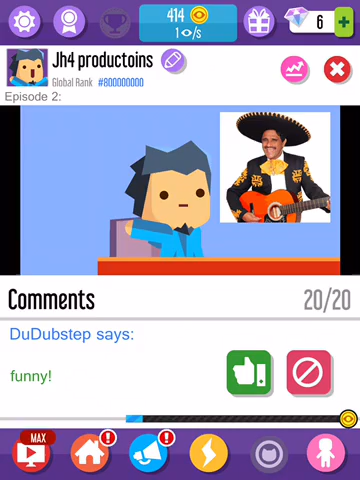 414
1/s
6
Jh4 productoins
Global Rank #800000000
Episode 2:
Comments 20/20
DuDubstep says:
funny!
MAX
!
!